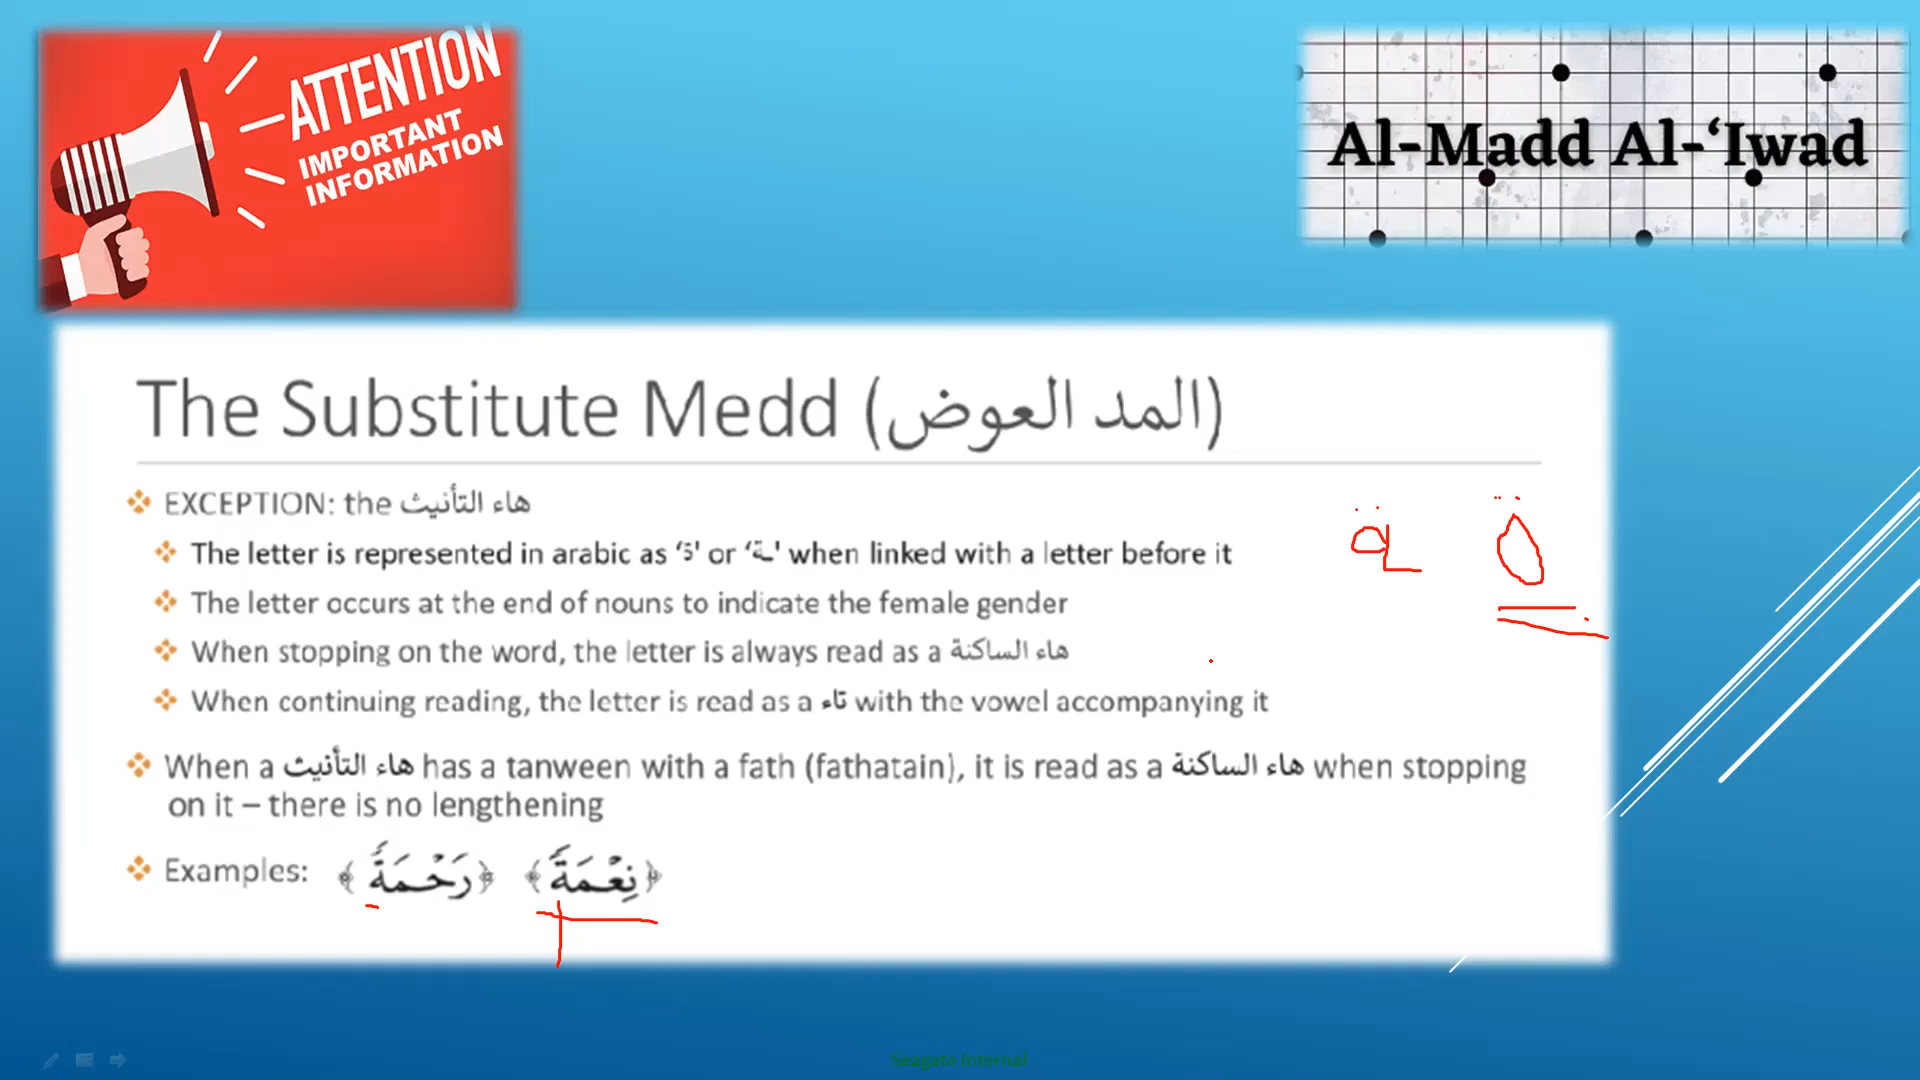 ATTENTION
IMPORTANT
INFORMATION
Al-Madd Al-‘Iwad
The Substitute Medd (المد العوض)
EXCEPTION: the هاء التأنيث
The letter is represented in arabic as ‘ة' or ‘ـة' when linked with a letter before it
The letter occurs at the end of nouns to indicate the female gender
When stopping on the word, the letter is always read as a هاء الساكنة
When continuing reading, the letter is read as a تاء with the vowel accompanying it
When a هاء التأنيث has a tanween with a fath (fathatain), it is read as a هاء الساكنة when stopping
on it – there is no lengthening
Examples: ﴿نِعۡمَةً﴾ ﴿رَحۡمَةً﴾
ـة ة
Seagate Internal